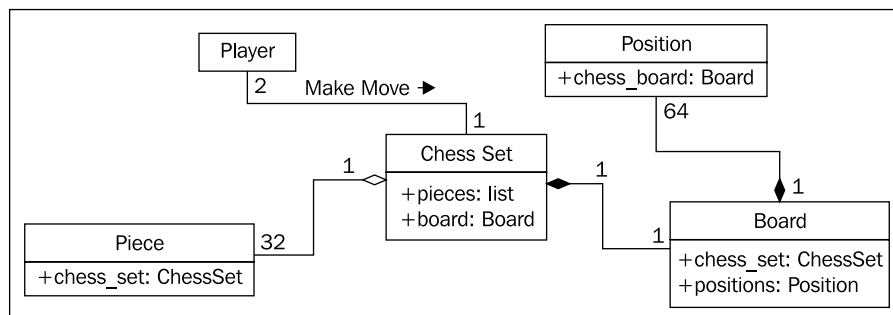 Player
2
Make Move
1
Position
+chess_board: Board
64
1
Chess Set
+pieces: list
+board: Board
1
1
1
Board
+chess_set: ChessSet
+positions: Position
Piece
+chess_set: ChessSet
32